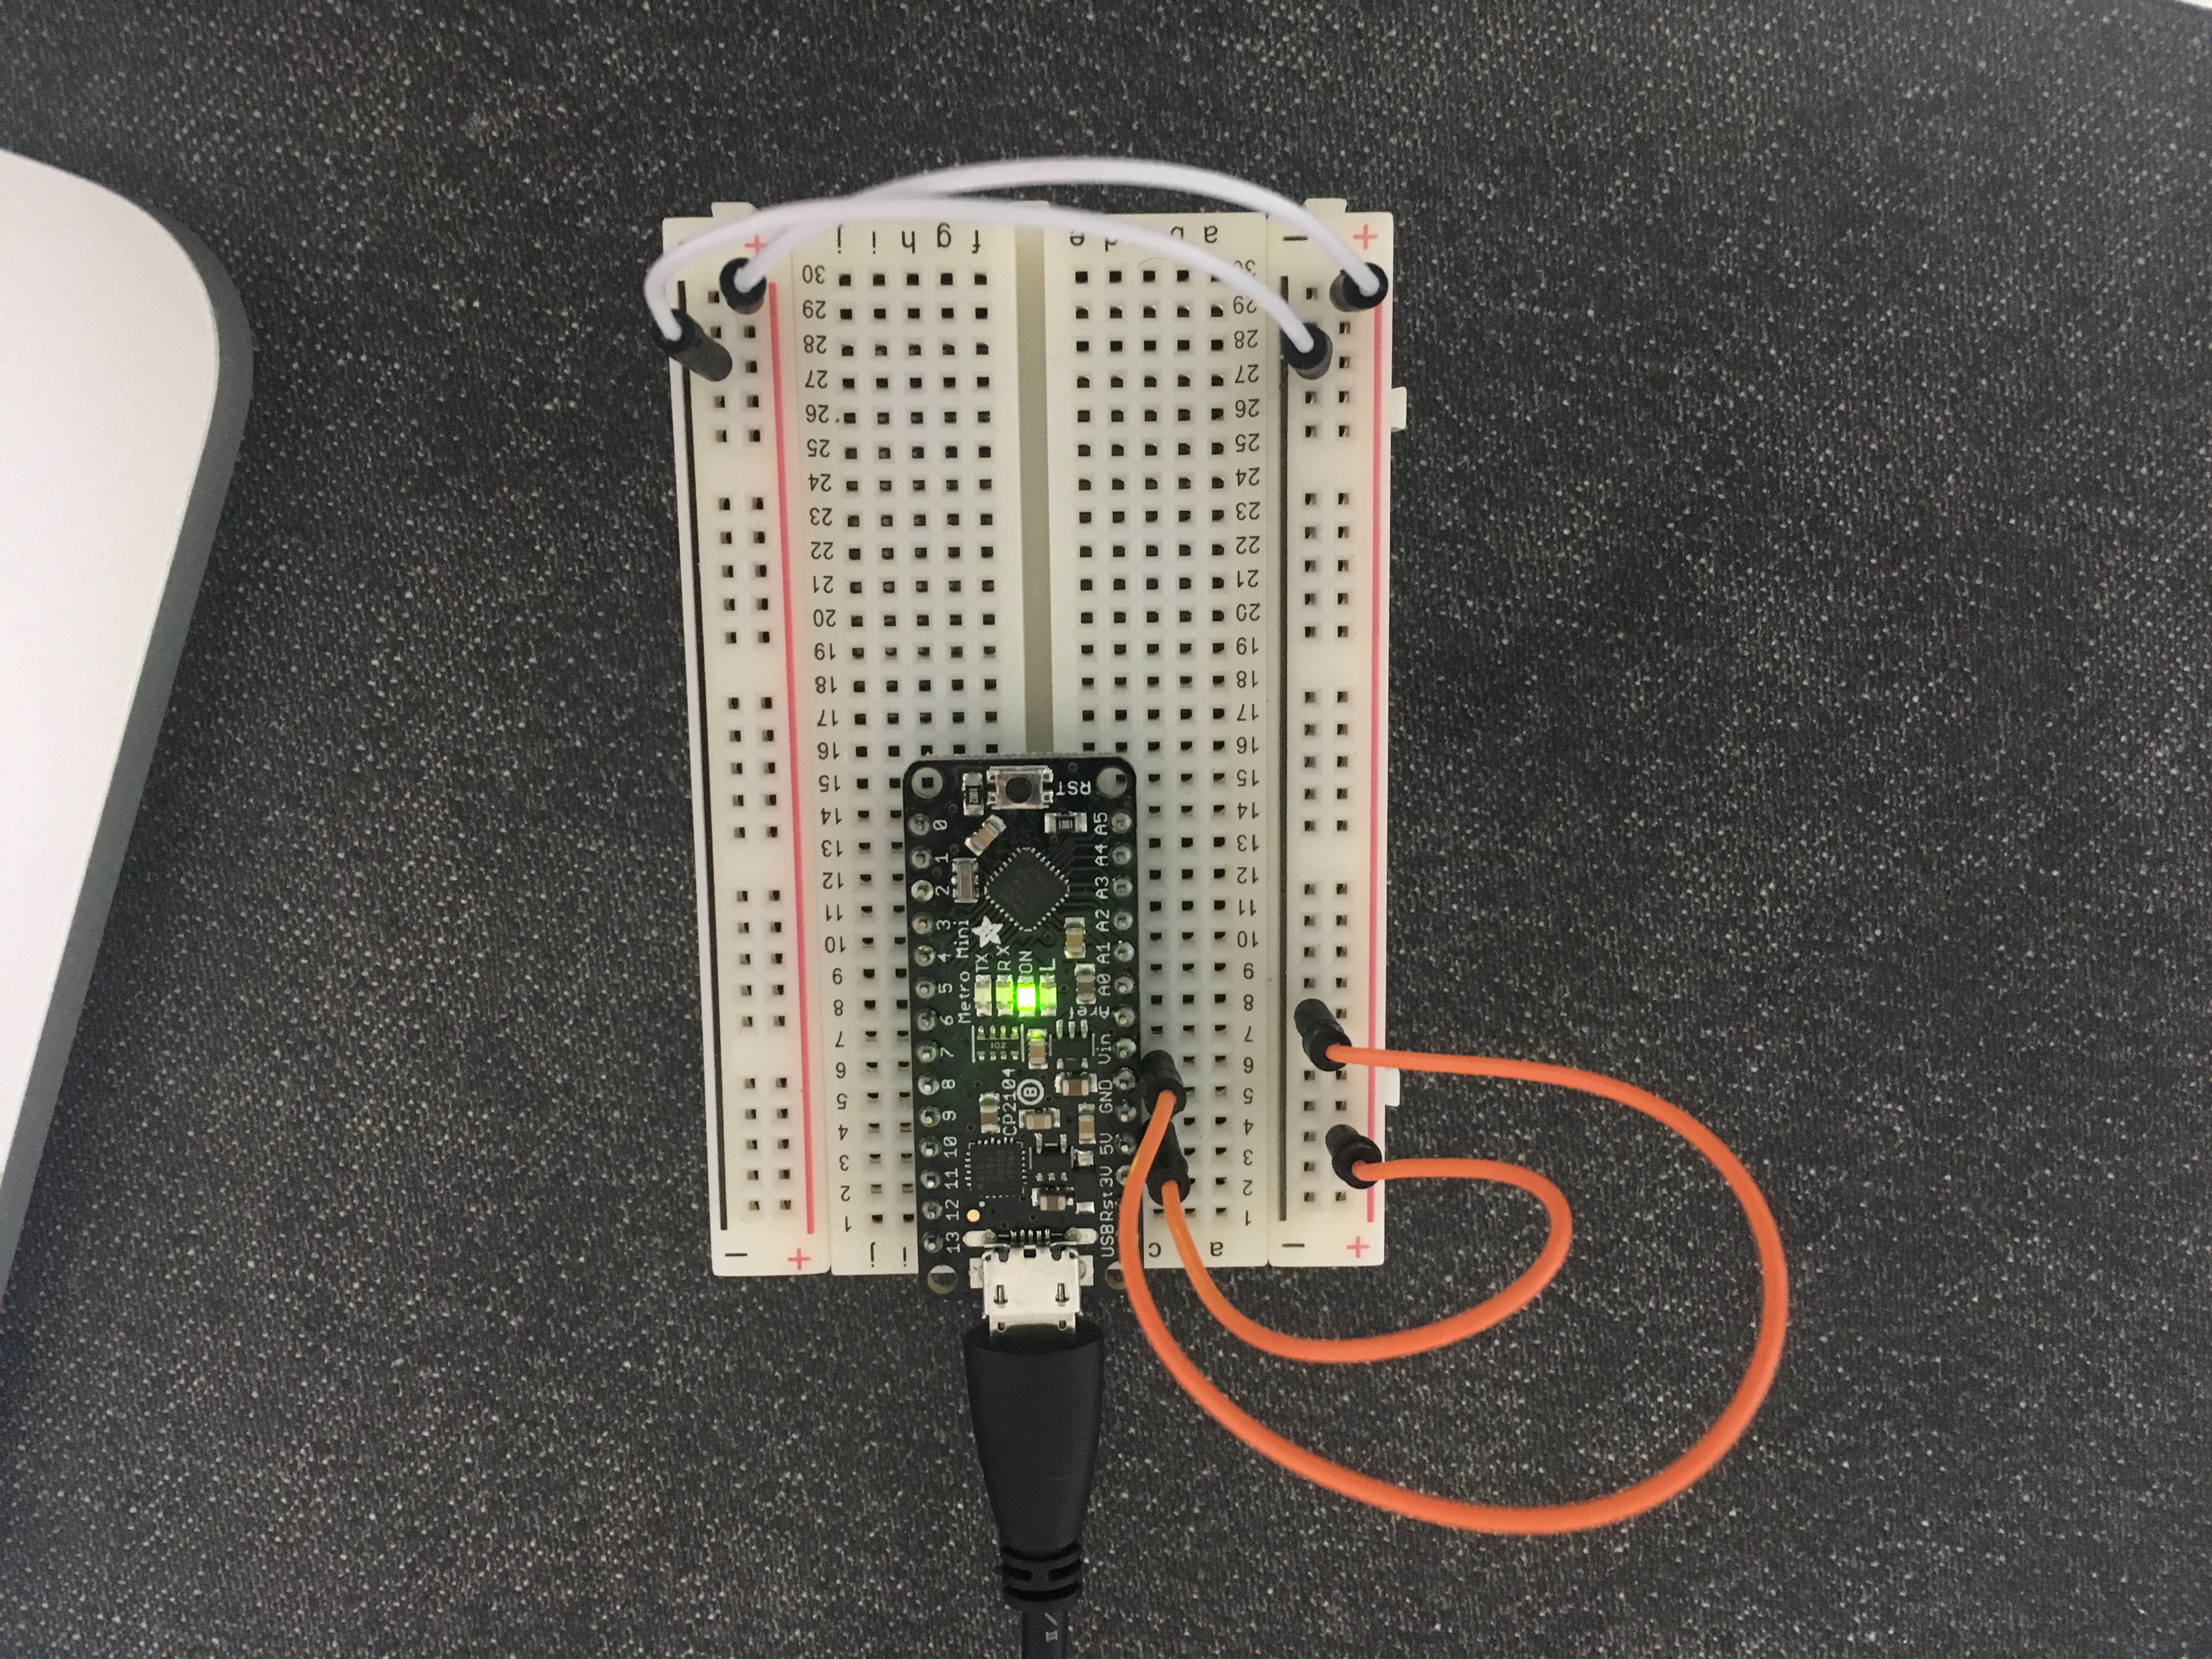 − +
+
1 2 3 4 5 6 7 8 9 10 11 12 13 14 15 16 17 18 19 20 21 22 23 24 25 26 27 28 29 30
j j
i i
h
g
f
13 12 11 10 9 8 7 6 5 4 3 2 1 0
Metro Mini
TX
RX
CP2104
ON
L
RST
Aref
USB Rst 3V 5V GND Vin A0 A1 A2 A3 A4 A5
e
c
b
a a
1 2 3 4 5 6 7 8 9 10 11 12 13 14 15 16 17 18 19 20 21 22 23 24 25 26 27 28 29 30
− −
+ +